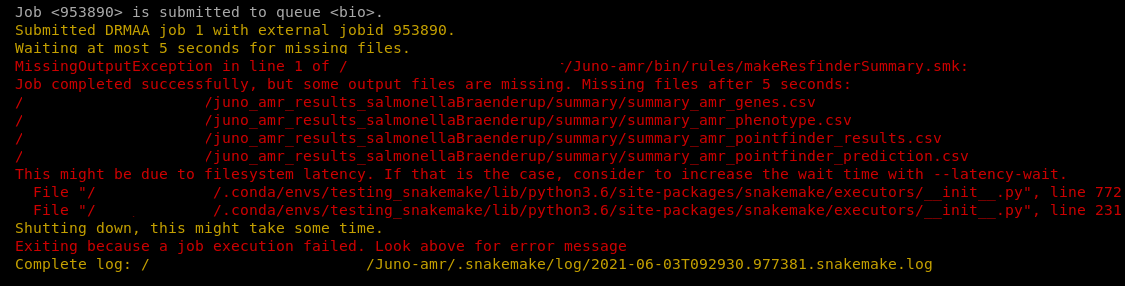 Job <953890> is submitted to queue <bio>.
Submitted DRMAA job 1 with external jobid 953890.
Waiting at most 5 seconds for missing files.
MissingOutputException in line 1 of / /Juno-amr/bin/rules/makeResfinderSummary.smk:
Job completed successfully, but some output files are missing. Missing files after 5 seconds:
/ /juno_amr_results_salmonellaBraenderup/summary/summary_amr_genes.csv
/ /juno_amr_results_salmonellaBraenderup/summary/summary_amr_phenotype.csv
/ /juno_amr_results_salmonellaBraenderup/summary/summary_amr_pointfinder_results.csv
/ /juno_amr_results_salmonellaBraenderup/summary/summary_amr_pointfinder_prediction.csv
This might be due to filesystem latency. If that is the case, consider to increase the wait time with --latency-wait.
File "/ /.conda/envs/testing_snakemake/lib/python3.6/site-packages/snakemake/executors/__init__.py", line 772
File "/ /.conda/envs/testing_snakemake/lib/python3.6/site-packages/snakemake/executors/__init__.py", line 231
Shutting down, this might take some time.
Exiting because a job execution failed. Look above for error message
Complete log: / /Juno-amr/.snakemake/log/2021-06-03T092930.977381.snakemake.log